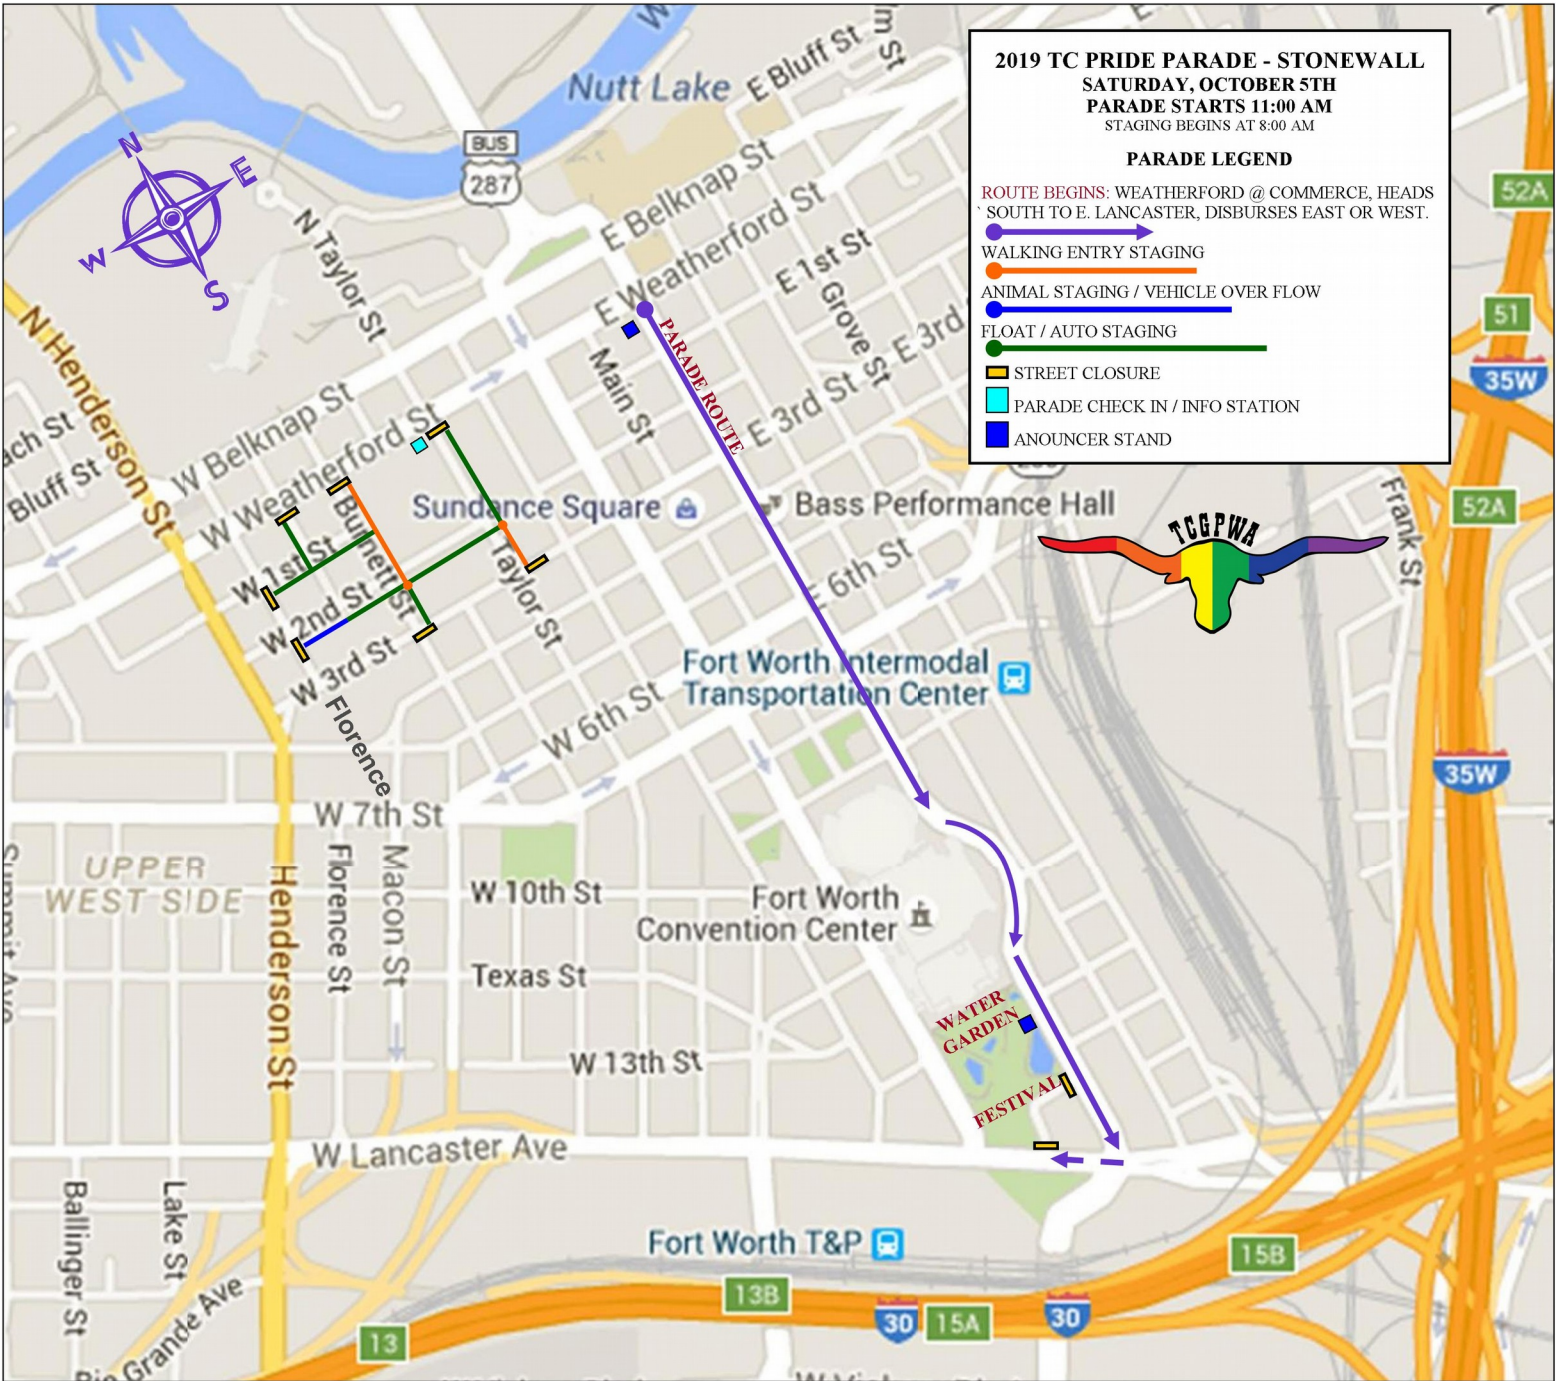 2019 TC PRIDE PARADE - STONEWALL
SATURDAY, OCTOBER 5TH
PARADE STARTS 11:00 AM
STAGING BEGINS AT 8:00 AM
PARADE LEGEND
ROUTE BEGINS: WEATHERFORD @ COMMERCE, HEADS
` SOUTH TO E. LANCASTER, DISBURSES EAST OR WEST.
WALKING ENTRY STAGING
ANIMAL STAGING / VEHICLE OVER FLOW
FLOAT / AUTO STAGING
STREET CLOSURE
PARADE CHECK IN / INFO STATION
ANOUNCER STAND
TCGPWA
N
E
W
S
Nutt Lake
E Bluff St
BUS
287
E Belknap St
E Weatherford St
N Taylor St
E 1st St
Grove St
E 3rd
E 3rd St
Main St
PARADE ROUTE
N Henderson St
W Belknap St
W Weatherford St
Bluff St
Sundance Square
Bass Performance Hall
Burnett St
W 1st St
W 2nd St
W 3rd St
Taylor St
Florence
E 6th St
W 6th St
Fort Worth Intermodal
Transportation Center
W 7th St
UPPER
WEST SIDE
Henderson St
Florence St
Macon St
W 10th St
Fort Worth
Convention Center
Texas St
W 13th St
WATER
GARDEN
FESTIVAL
W Lancaster Ave
Ballinger St
Lake St
Fort Worth T&P
Rio Grande Ave
13
13B
30
15A
30
15B
Frank St
52A
51
35W
52A
35W